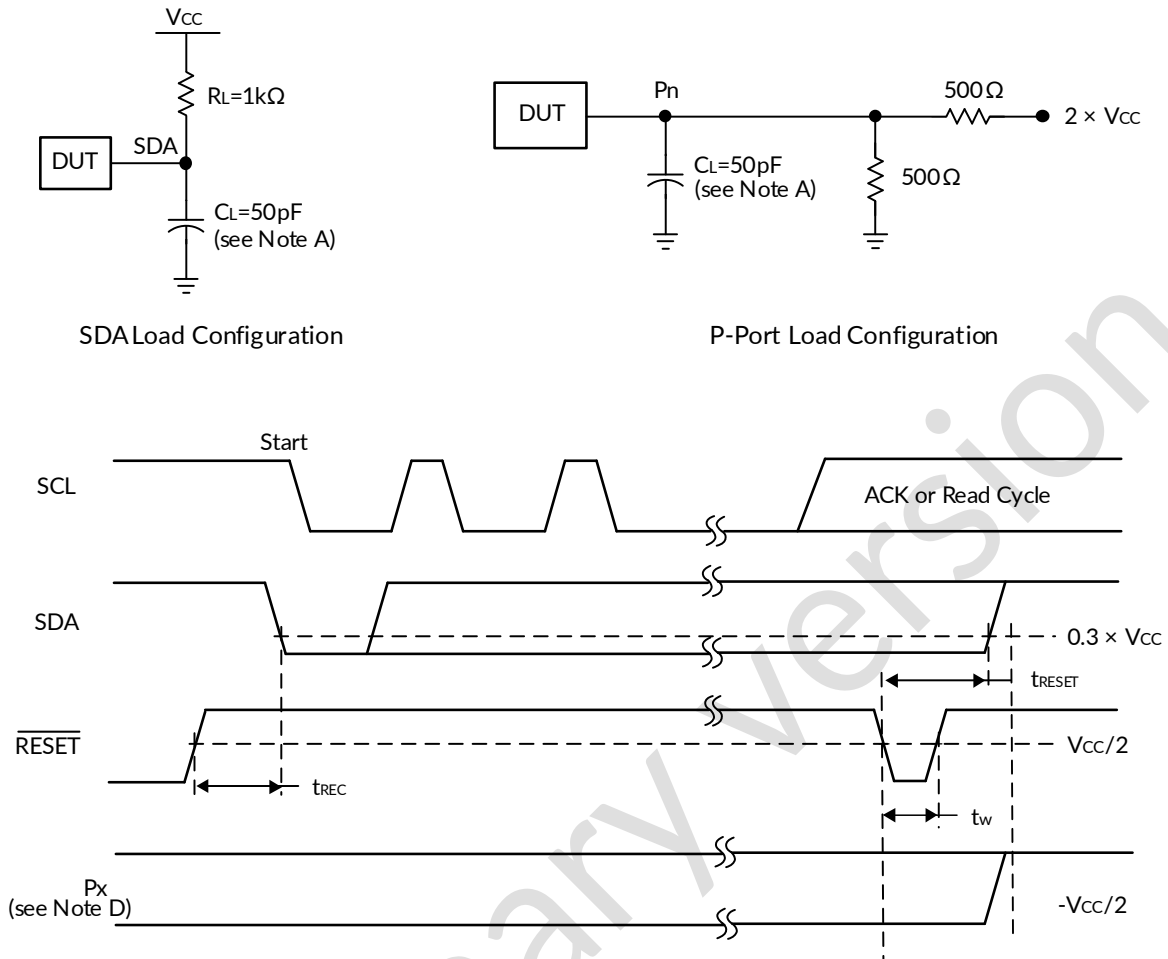 VCC
RL=1kΩ
DUT
SDA
CL=50pF
(see Note A)
SDA Load Configuration
DUT
Pn
500Ω
2 × VCC
CL=50pF
(see Note A)
500Ω
P-Port Load Configuration
Start
SCL
ACK or Read Cycle
SDA
0.3 × VCC
tRESET
RESET
VCC/2
tREC
tW
Px
(see Note D)
-VCC/2
ary version